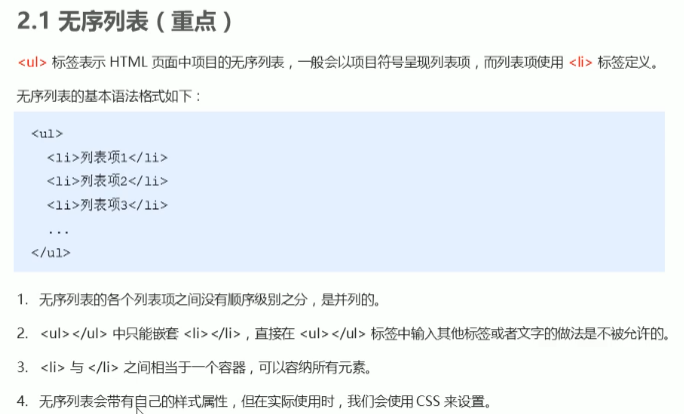 2.1 无序列表（重点）
<ul> 标签表示 HTML 页面中项目的无序列表，一般会以项目符号呈现列表项，而列表项使用 <li> 标签定义。
无序列表的基本语法格式如下：
<ul>
<li>列表项1</li>
<li>列表项2</li>
<li>列表项3</li>
...
</ul>
1. 无序列表的各个列表项之间没有顺序级别之分，是并列的。
2. <ul></ul> 中只能嵌套 <li></li>，直接在 <ul></ul> 标签中输入其他标签或者文字的做法是不被允许的。
3. <li> 与 </li> 之间相当于一个容器，可以容纳所有元素。
4. 无序列表会带有自己的样式属性，但在实际使用时，我们会使用 CSS 来设置。